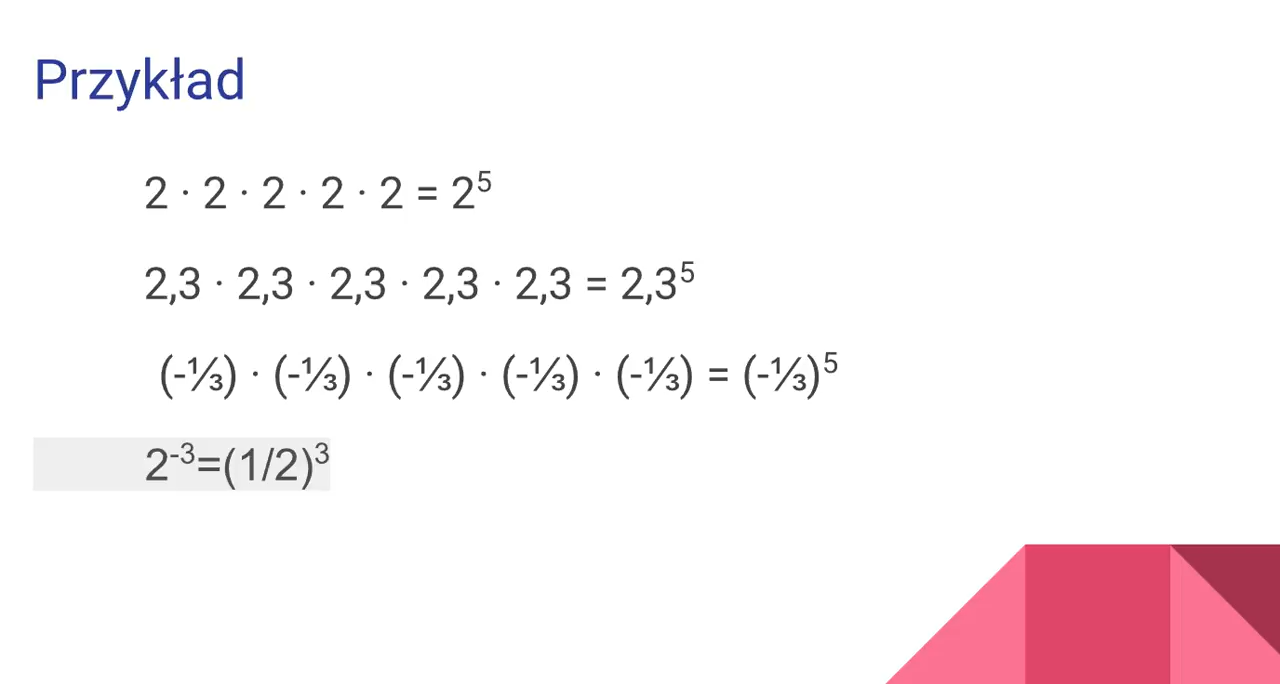 Przykład
2 · 2 · 2 · 2 · 2 = 2⁵
2,3 · 2,3 · 2,3 · 2,3 · 2,3 = 2,3⁵
(-⅓) · (-⅓) · (-⅓) · (-⅓) · (-⅓) = (-⅓)⁵
2⁻³=(1/2)³